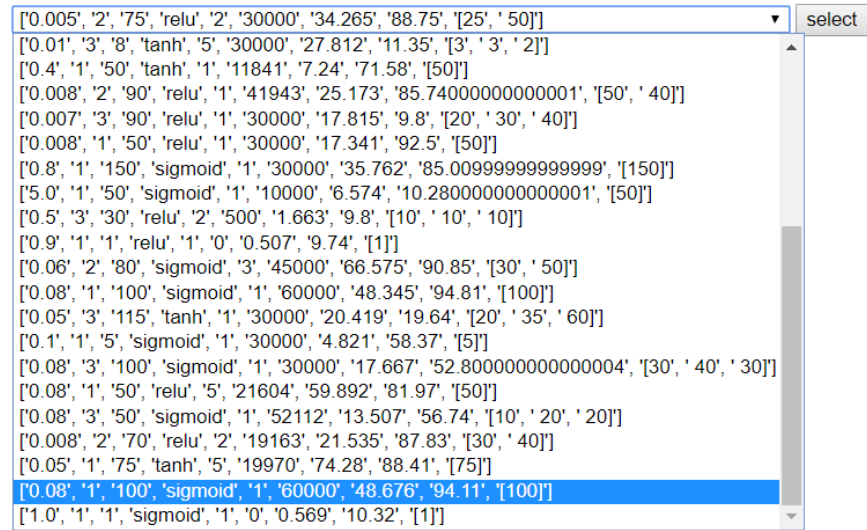 ['0.005', '2', '75', 'relu', '2', '30000', '34.265', '88.75', '[25', ' 50]'] select
['0.01', '3', '8', 'tanh', '5', '30000', '27.812', '11.35', '[3', ' 3', ' 2]']
['0.4', '1', '50', 'tanh', '1', '11841', '7.24', '71.58', '[50]']
['0.008', '2', '90', 'relu', '1', '41943', '25.173', '85.74000000000001', '[50', ' 40]']
['0.007', '3', '90', 'relu', '1', '30000', '17.815', '9.8', '[20', ' 30', ' 40]']
['0.008', '1', '50', 'relu', '1', '30000', '17.341', '92.5', '[50]']
['0.8', '1', '150', 'sigmoid', '1', '30000', '35.762', '85.00999999999999', '[150]']
['5.0', '1', '50', 'sigmoid', '1', '10000', '6.574', '10.280000000000001', '[50]']
['0.5', '3', '30', 'relu', '2', '500', '1.663', '9.8', '[10', ' 10', ' 10]']
['0.9', '1', '1', 'relu', '1', '0', '0.507', '9.74', '[1]']
['0.06', '2', '80', 'sigmoid', '3', '45000', '66.575', '90.85', '[30', ' 50]']
['0.08', '1', '100', 'sigmoid', '1', '60000', '48.345', '94.81', '[100]']
['0.05', '3', '115', 'tanh', '1', '30000', '20.419', '19.64', '[20', ' 35', ' 60]']
['0.1', '1', '5', 'sigmoid', '1', '30000', '4.821', '58.37', '[5]']
['0.08', '3', '100', 'sigmoid', '1', '30000', '17.667', '52.800000000000004', '[30', ' 40', ' 30]']
['0.08', '1', '50', 'relu', '5', '21604', '59.892', '81.97', '[50]']
['0.08', '3', '50', 'sigmoid', '1', '52112', '13.507', '56.74', '[10', ' 20', ' 20]']
['0.008', '2', '70', 'relu', '2', '19163', '21.535', '87.83', '[30', ' 40]']
['0.05', '1', '75', 'tanh', '5', '19970', '74.28', '88.41', '[75]']
['0.08', '1', '100', 'sigmoid', '1', '60000', '48.676', '94.11', '[100]']
['1.0', '1', '1', 'sigmoid', '1', '0', '0.569', '10.32', '[1]']